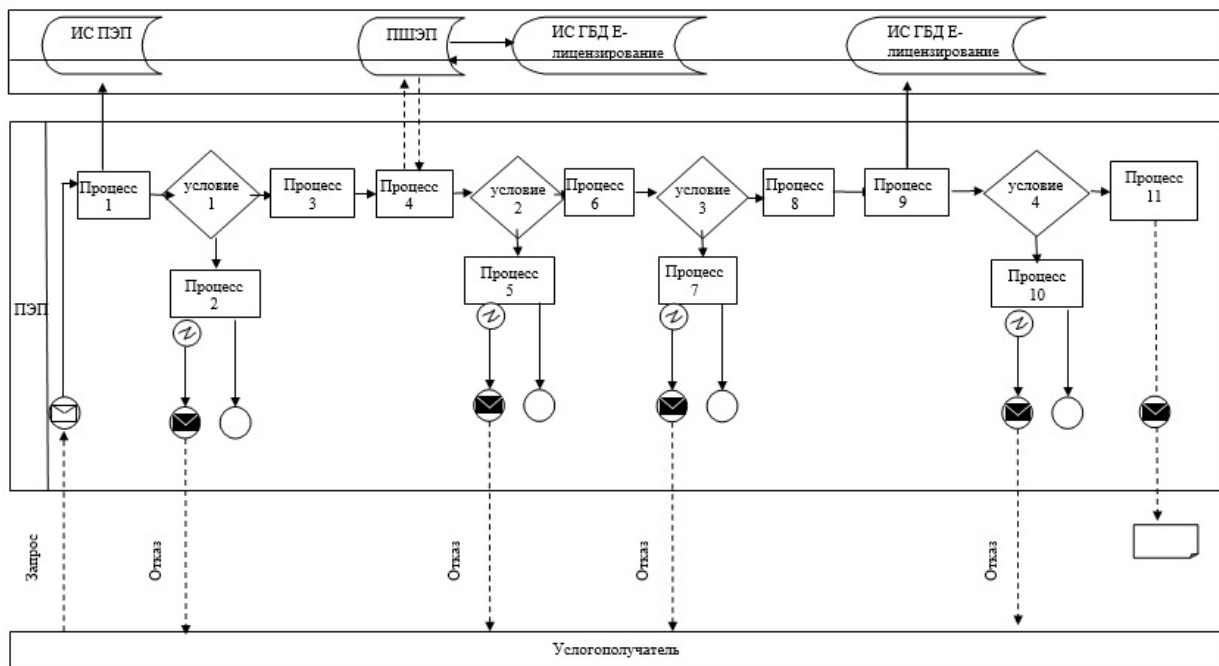 ИС ПЭП
ПШЭП
ИС ГБД Е-
лицензирование
ИС ГБД Е-
лицензирование
ПЭП
Процесс
1
условие
1
Процесс
3
Процесс
4
условие
2
Процесс
6
условие
3
Процесс
8
Процесс
9
условие
4
Процесс
11
Процесс
2
Процесс
5
Процесс
7
Процесс
10
Запрос
Отказ
Отказ
Отказ
Отказ
Услогополучатель